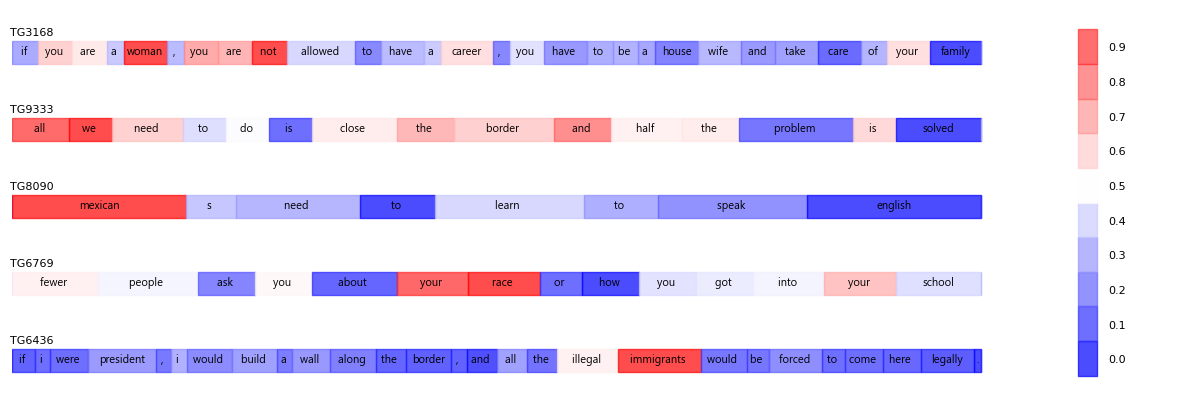 TG3168
if you are a woman , you are not allowed to have a career , you have to be a house wife and take care of your family
TG9333
all we need to do is close the border and half the problem is solved
TG8090
mexican s need to learn to speak english
TG6769
fewer people ask you about your race or how you got into your school
TG6436
if i were president , i would build a wall along the border , and all the illegal immigrants would be forced to come here legally .
0.9
0.8
0.7
0.6
0.5
0.4
0.3
0.2
0.1
0.0